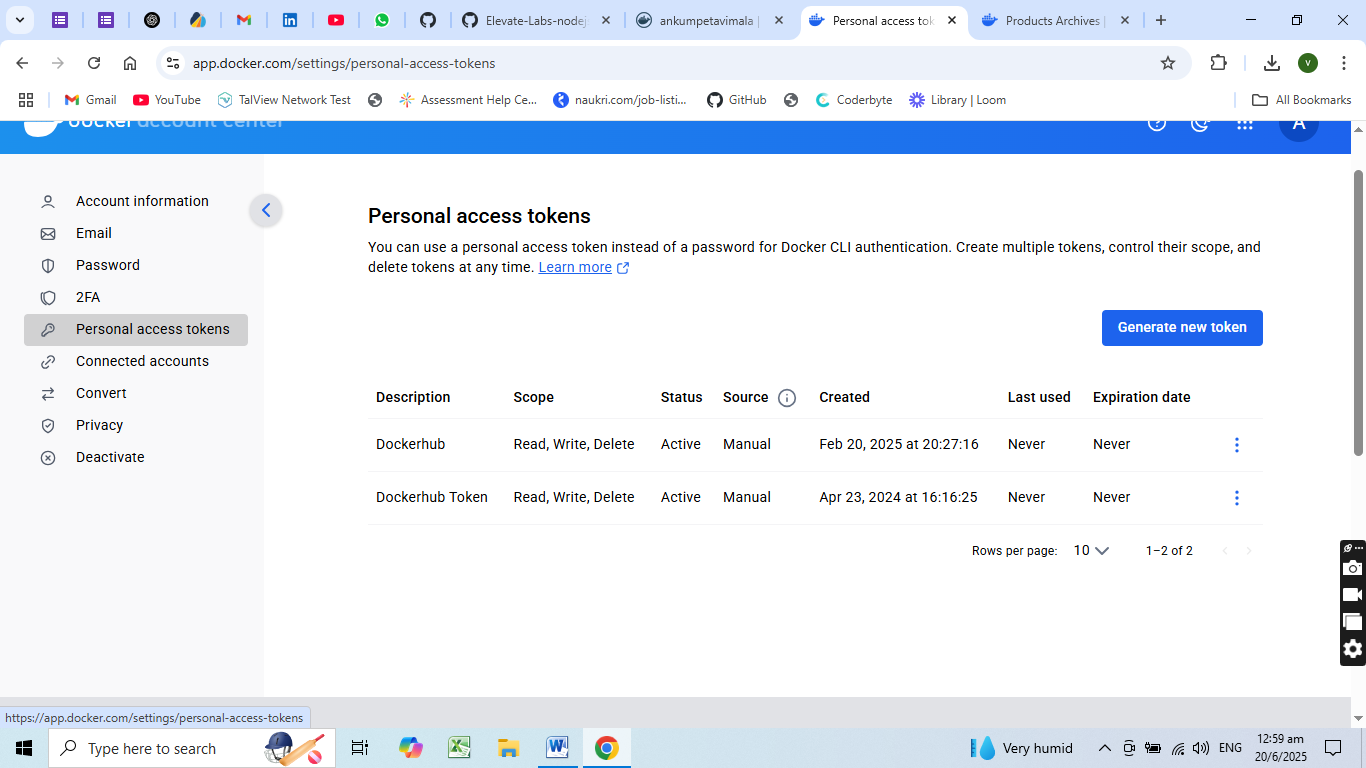 Elevate-Labs-nodej
ankumpetavimala |
Personal access tok
Products Archives |
app.docker.com/settings/personal-access-tokens
V
Gmail
YouTube
TalView Network Test
Assessment Help Ce...
naukri.com/job-listi...
GitHub
Coderbyte
Library | Loom
All Bookmarks
docker account center
A
Account information
Email
Password
2FA
Personal access tokens
Connected accounts
Convert
Privacy
Deactivate
Personal access tokens
You can use a personal access token instead of a password for Docker CLI authentication. Create multiple tokens, control their scope, and
delete tokens at any time. Learn more
Generate new token
Description Scope Status Source Created Last used Expiration date
Dockerhub Read, Write, Delete Active Manual Feb 20, 2025 at 20:27:16 Never Never
Dockerhub Token Read, Write, Delete Active Manual Apr 23, 2024 at 16:16:25 Never Never
Rows per page: 10 1–2 of 2
https://app.docker.com/settings/personal-access-tokens
Type here to search
Very humid
ENG
12:59 am
20/6/2025